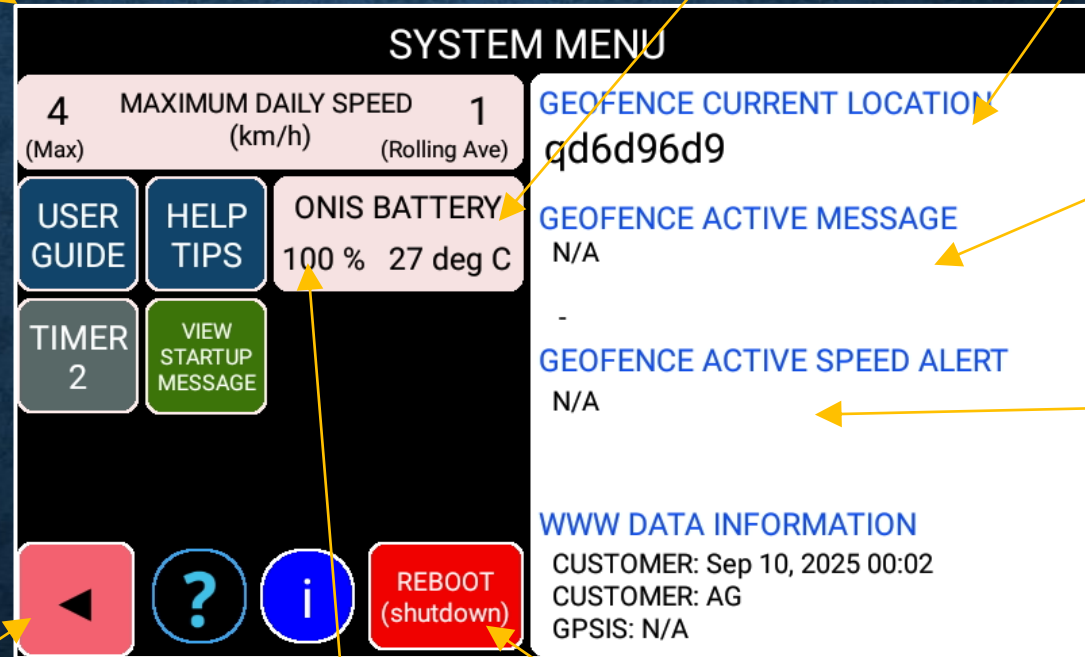 SYSTEM MENU
4 MAXIMUM DAILY SPEED 1
(Max) (km/h) (Rolling Ave)
USER
GUIDE
HELP
TIPS
ONIS BATTERY
100 % 27 deg C
TIMER
2
VIEW
STARTUP
MESSAGE
◄
?
i
REBOOT
(shutdown)
GEOFENCE CURRENT LOCATION
qd6d96d9
GEOFENCE ACTIVE MESSAGE
N/A
-
GEOFENCE ACTIVE SPEED ALERT
N/A
WWW DATA INFORMATION
CUSTOMER: Sep 10, 2025 00:02
CUSTOMER: AG
GPSIS: N/A